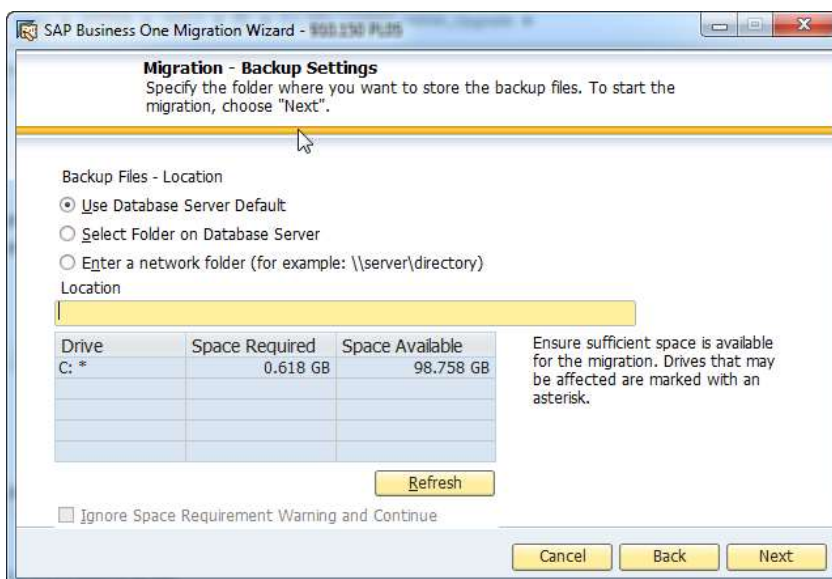 SAP Business One Migration Wizard -
Migration - Backup Settings
Specify the folder where you want to store the backup files. To start the
migration, choose "Next".
Backup Files - Location
Use Database Server Default
Select Folder on Database Server
Enter a network folder (for example: \\server\directory)
Location
Drive Space Required Space Available
C: * 0.618 GB 98.758 GB
Ensure sufficient space is available
for the migration. Drives that may
be affected are marked with an
asterisk.
Refresh
Ignore Space Requirement Warning and Continue
Cancel Back Next